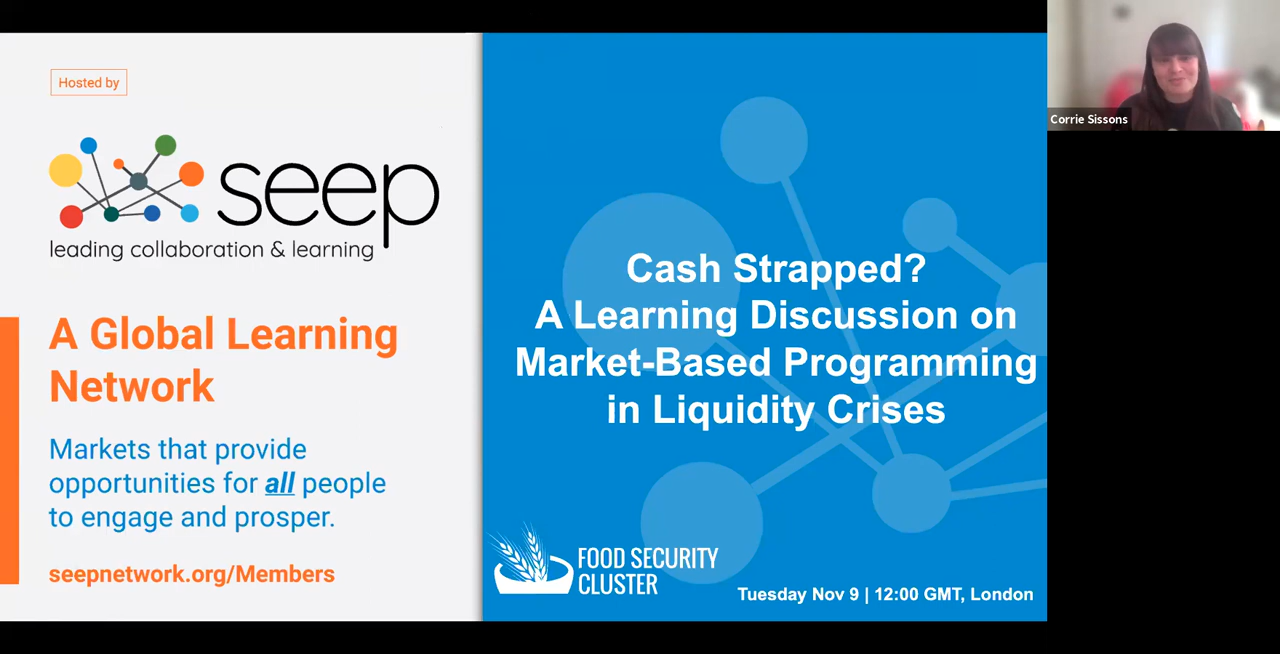 Hosted by
seep
leading collaboration & learning
A Global Learning
Network
Markets that provide
opportunities for all people
to engage and prosper.
seepnetwork.org/Members
Cash Strapped?
A Learning Discussion on
Market-Based Programming
in Liquidity Crises
FOOD SECURITY
CLUSTER
Tuesday Nov 9 | 12:00 GMT, London
Corrie Sissons